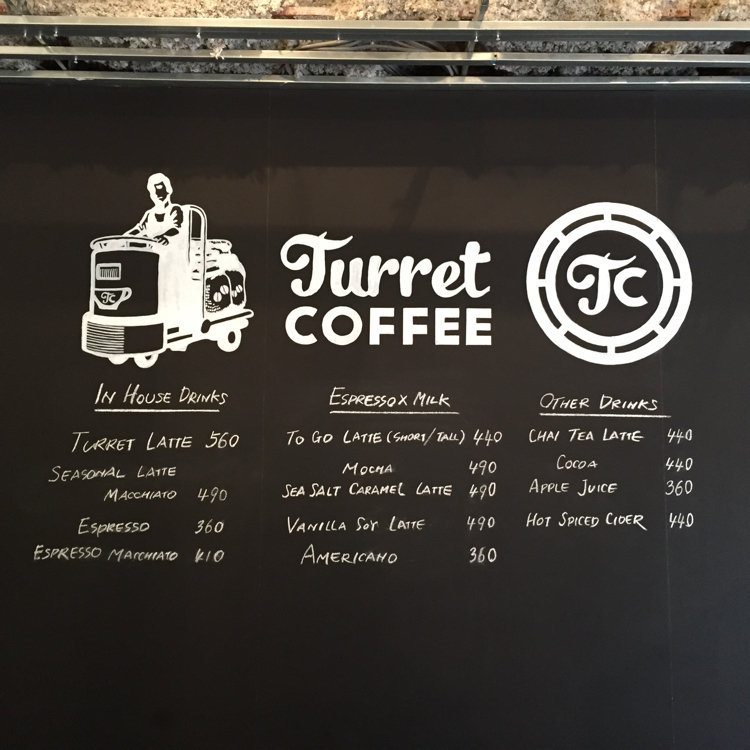 Turret
COFFEE
TC
TC
IN HOUSE DRINKS
TURRET LATTE 560
SEASONAL LATTE
MACCHIATO 490
ESPRESSO 360
ESPRESSO MACCHIATO 410
ESPRESSO X MILK
TO GO LATTE (SHORT/TALL) 440
MOCHA 490
SEA SALT CARAMEL LATTE 490
VANILLA SOY LATTE 490
AMERICANO 360
OTHER DRINKS
CHAI TEA LATTE 440
COCOA 440
APPLE JUICE 360
HOT SPICED CIDER 440